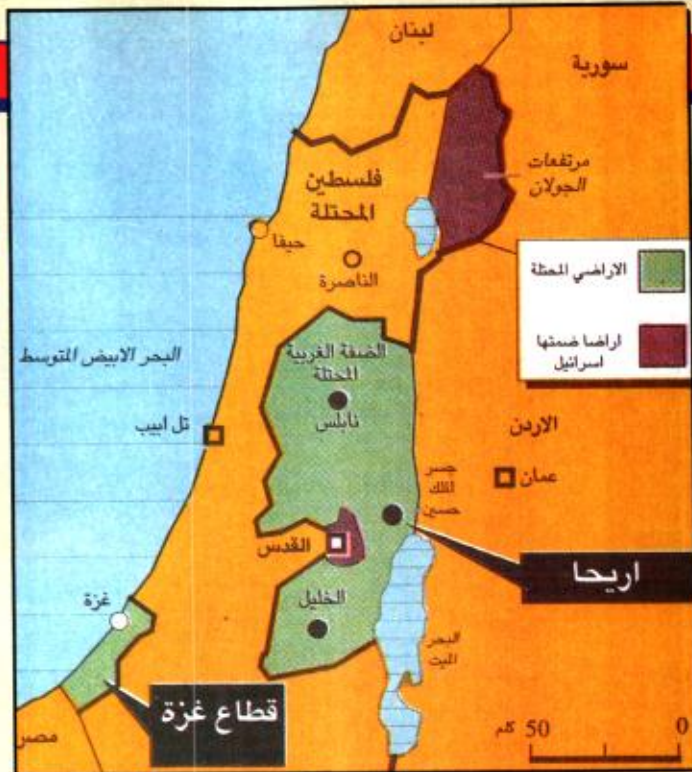 لبنان
سورية
مرتفعات
الجولان
فلسطين
المحتلة
حيفا
الناصرة
الاراضي المحتلة
اراضا ضمتها
اسرائيل
البحر الابيض المتوسط
الضفة الغربية
المحتلة
نابلس
تل ابيب
الاردن
عمان
جسر
الملك
حسين
القدس
اريحا
الخليل
غزة
البحر
الميت
قطاع غزة
مصر
كلم 50 0